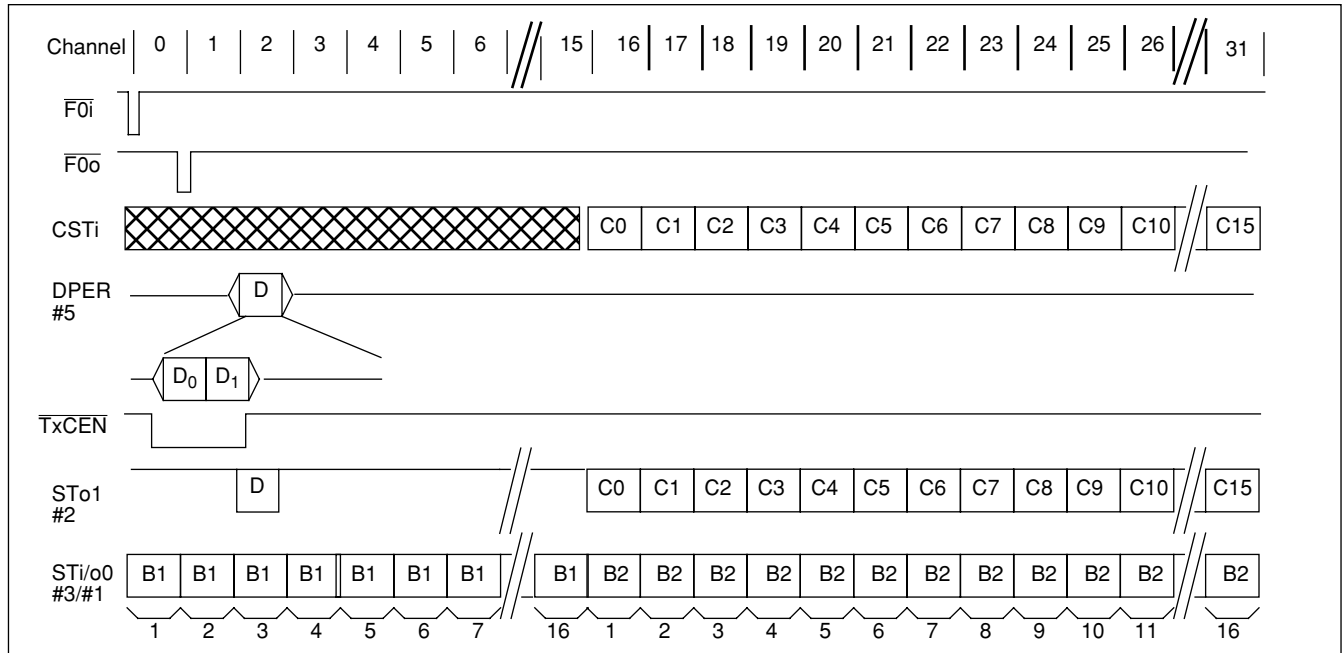 Channel 0 1 2 3 4 5 6 15 16 17 18 19 20 21 22 23 24 25 26 31
F0i
F0o
CSTi C0 C1 C2 C3 C4 C5 C6 C7 C8 C9 C10 C15
DPER D
#5
D0 D1
TxCEN
STo1 D C0 C1 C2 C3 C4 C5 C6 C7 C8 C9 C10 C15
#2
STi/o0 B1 B1 B1 B1 B1 B1 B1 B1 B2 B2 B2 B2 B2 B2 B2 B2 B2 B2 B2 B2
#3/#1
1 2 3 4 5 6 7 16 1 2 3 4 5 6 7 8 9 10 11 16